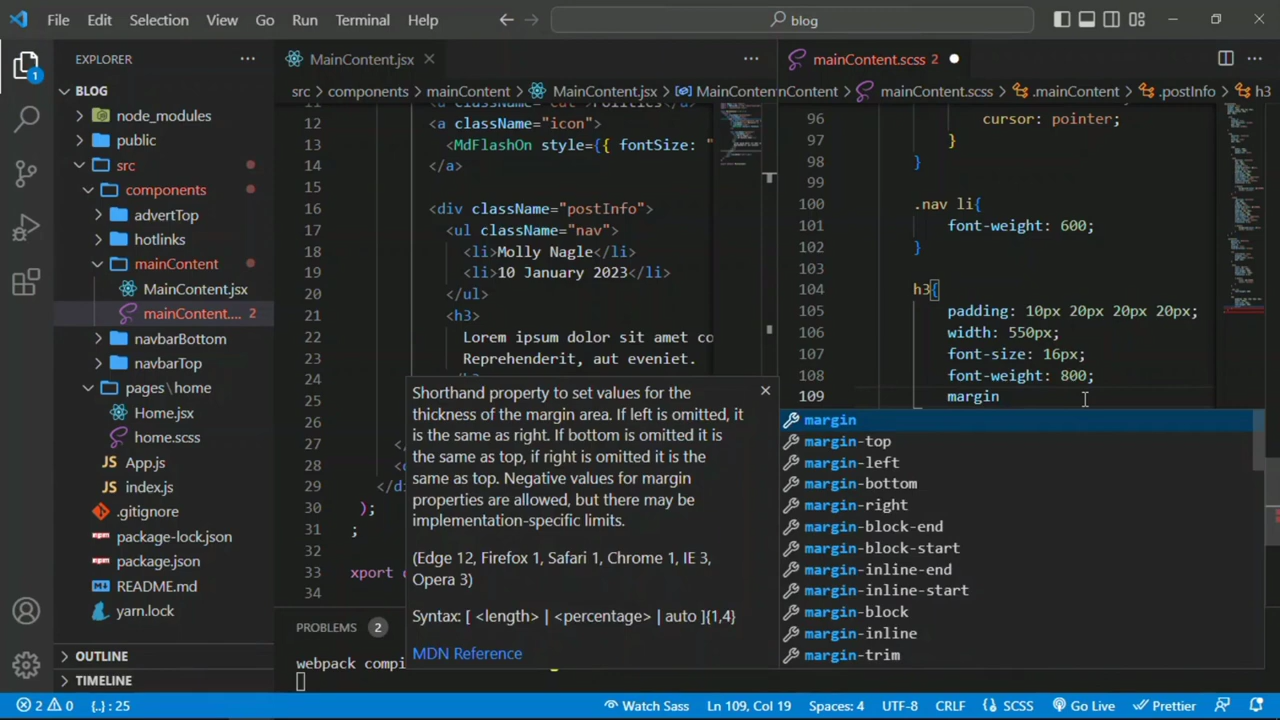 File Edit Selection View Go Run Terminal Help
blog
EXPLORER
BLOG
node_modules
public
src
components
advertTop
hotlinks
mainContent
MainContent.jsx
mainContent.... 2
navbarBottom
navbarTop
pages\home
Home.jsx
home.scss
App.js
index.js
.gitignore
package-lock.json
package.json
README.md
yarn.lock
OUTLINE
TIMELINE
1
MainContent.jsx
src > components > mainContent > MainContent.jsx > MainConten
12 <a className="icon">
13 <MdFlashOn style={{ fontSize: "
14 </a>
15
16 <div className="postInfo">
17 <ul className="nav">
18 <li>Molly Nagle</li>
19 <li>10 January 2023</li>
20 </ul>
21 <h3>
22 Lorem ipsum dolor sit amet co
23 Reprehenderit, aut eveniet.
24
26
27 </
28 <
29 </di
30 );
31 ;
32
33 xport
34
mainContent.scss 2
nContent > mainContent.scss > .mainContent > .postInfo > h3
96 cursor: pointer;
97 }
98 }
99
100 .nav li{
101 font-weight: 600;
102 }
103
104 h3{
105 padding: 10px 20px 20px 20px;
106 width: 550px;
107 font-size: 16px;
108 font-weight: 800;
109 margin
Shorthand property to set values for the
thickness of the margin area. If left is omitted, it
is the same as right. If bottom is omitted it is
the same as top, if right is omitted it is the
same as top. Negative values for margin
properties are allowed, but there may be
implementation-specific limits.
(Edge 12, Firefox 1, Safari 1, Chrome 1, IE 3,
Opera 3)
Syntax: [ <length> | <percentage> | auto ]{1,4}
MDN Reference
margin
margin-top
margin-left
margin-bottom
margin-right
margin-block-end
margin-block-start
margin-inline-end
margin-inline-start
margin-block
margin-inline
margin-trim
PROBLEMS 2
webpack compi
2 0 {..} : 25
Watch Sass Ln 109, Col 19 Spaces: 4 UTF-8 CRLF SCSS Go Live Prettier